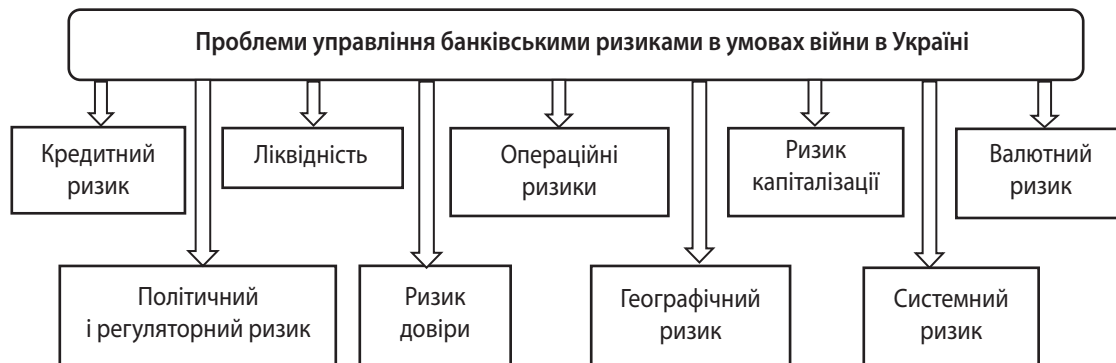 Проблеми управління банківськими ризиками в умовах війни в Україні
Кредитний
ризик
Ліквідність
Операційні
ризики
Ризик
капіталізації
Валютний
ризик
Політичний
і регуляторний ризик
Ризик
довіри
Географічний
ризик
Системний
ризик